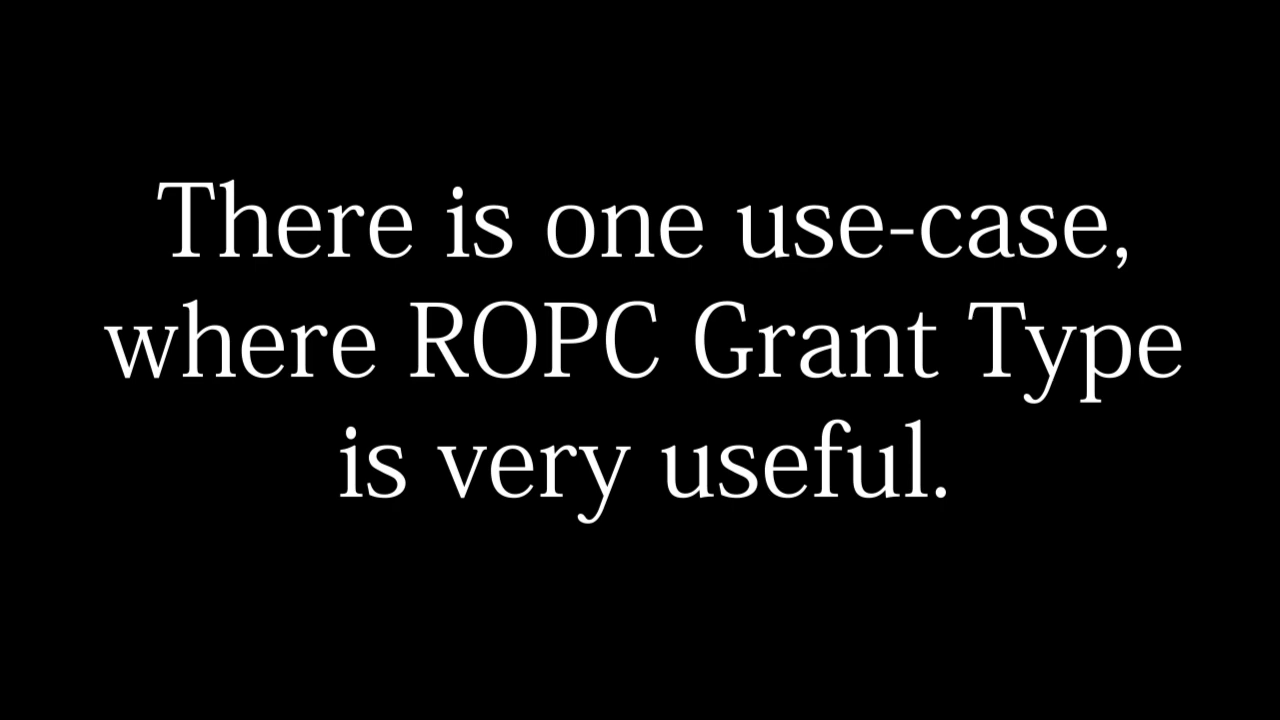 There is one use-case,
where ROPC Grant Type
is very useful.